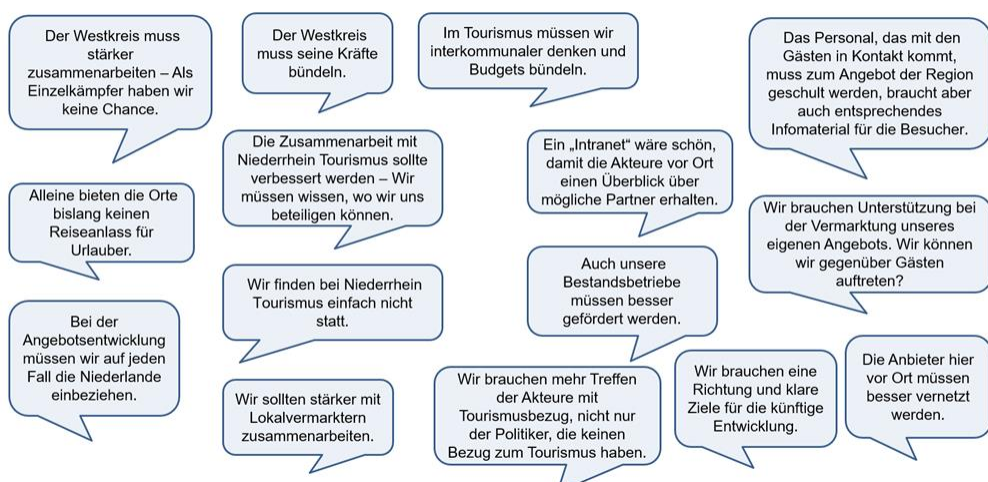 Der Westkreis muss
stärker
zusammenarbeiten – Als
Einzelkämpfer haben wir
keine Chance.
Der Westkreis
muss seine Kräfte
bündeln.
Im Tourismus müssen wir
interkommunaler denken und
Budgets bündeln.
Das Personal, das mit den
Gästen in Kontakt kommt,
muss zum Angebot der Region
geschult werden, braucht aber
auch entsprechendes
Infomaterial für die Besucher.
Die Zusammenarbeit mit
Niederrhein Tourismus sollte
verbessert werden – Wir
müssen wissen, wo wir uns
beteiligen können.
Ein „Intranet“ wäre schön,
damit die Akteure vor Ort
einen Überblick über
mögliche Partner erhalten.
Alleine bieten die Orte
bislang keinen
Reiseanlass für
Urlauber.
Wir brauchen Unterstützung bei
der Vermarktung unseres
eigenen Angebots. Wir können
wir gegenüber Gästen
auftreten?
Wir finden bei Niederrhein
Tourismus einfach nicht
statt.
Auch unsere
Bestandsbetriebe
müssen besser
gefördert werden.
Bei der
Angebotsentwicklung
müssen wir auf jeden
Fall die Niederlande
einbeziehen.
Wir sollten stärker mit
Lokalvermarktern
zusammenarbeiten.
Wir brauchen mehr Treffen
der Akteure mit
Tourismusbezug, nicht nur
der Politiker, die keinen
Bezug zum Tourismus haben.
Wir brauchen eine
Richtung und klare
Ziele für die künftige
Entwicklung.
Die Anbieter hier
vor Ort müssen
besser vernetzt
werden.